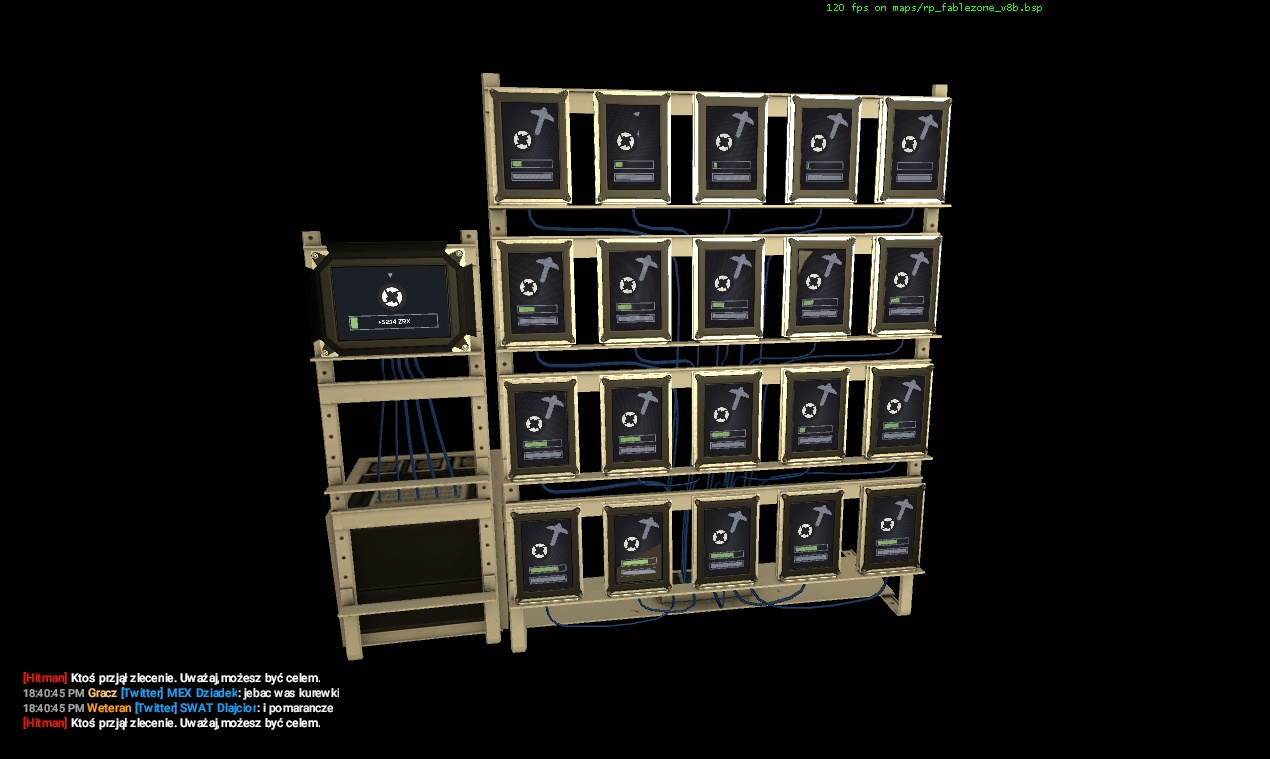 120 fps on maps/rp_fablezone_v8b.bsp
+5214 ZRX
[Hitman] Ktoś przjął zlecenie. Uważaj,możesz być celem.
18:40:45 PM Gracz [Twitter] MEX Dziadek: jebac was kurewki
18:40:45 PM Weteran [Twitter] SWAT Dlajcior: i pomarancze
[Hitman] Ktoś przjął zlecenie. Uważaj,możesz być celem.